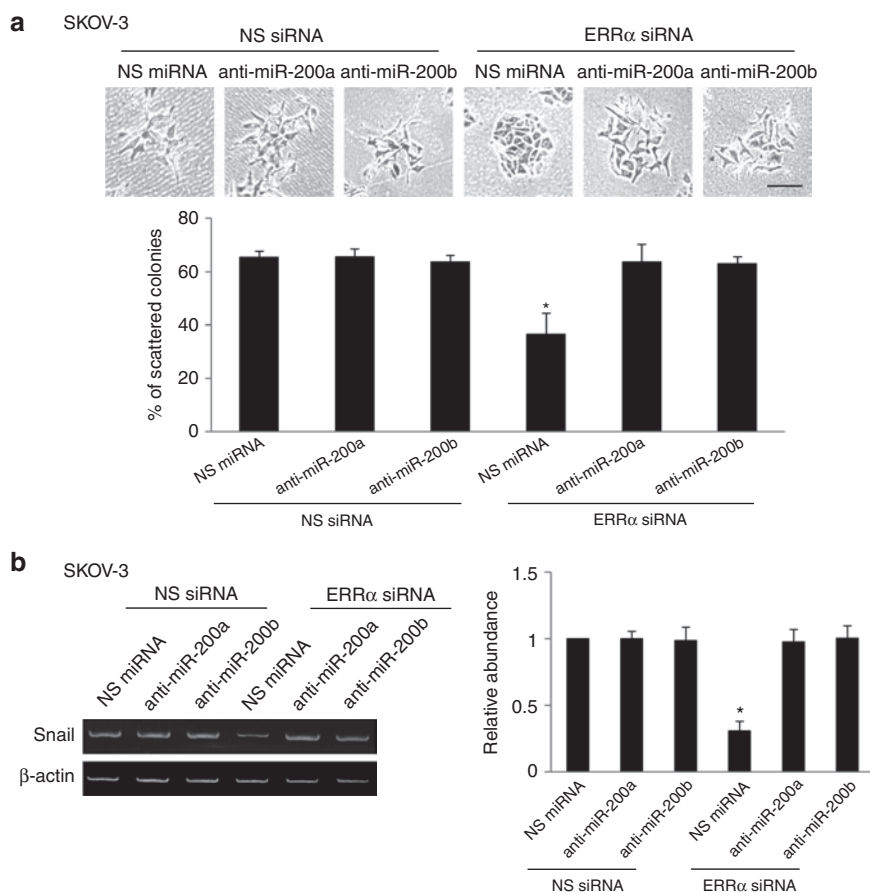 a
SKOV-3
NS siRNA
ERRα siRNA
NS miRNA anti-miR-200a anti-miR-200b NS miRNA anti-miR-200a anti-miR-200b
80
60
40
20
0
% of scattered colonies
*
NS miRNA anti-miR-200a anti-miR-200b NS miRNA anti-miR-200a anti-miR-200b
NS siRNA
ERRα siRNA
b
SKOV-3
NS siRNA
ERRα siRNA
NS miRNA anti-miR-200a anti-miR-200b NS miRNA anti-miR-200a anti-miR-200b
Snail
β-actin
1.5
1
0.5
0
Relative abundance
*
NS miRNA anti-miR-200a anti-miR-200b NS miRNA anti-miR-200a anti-miR-200b
NS siRNA
ERRα siRNA